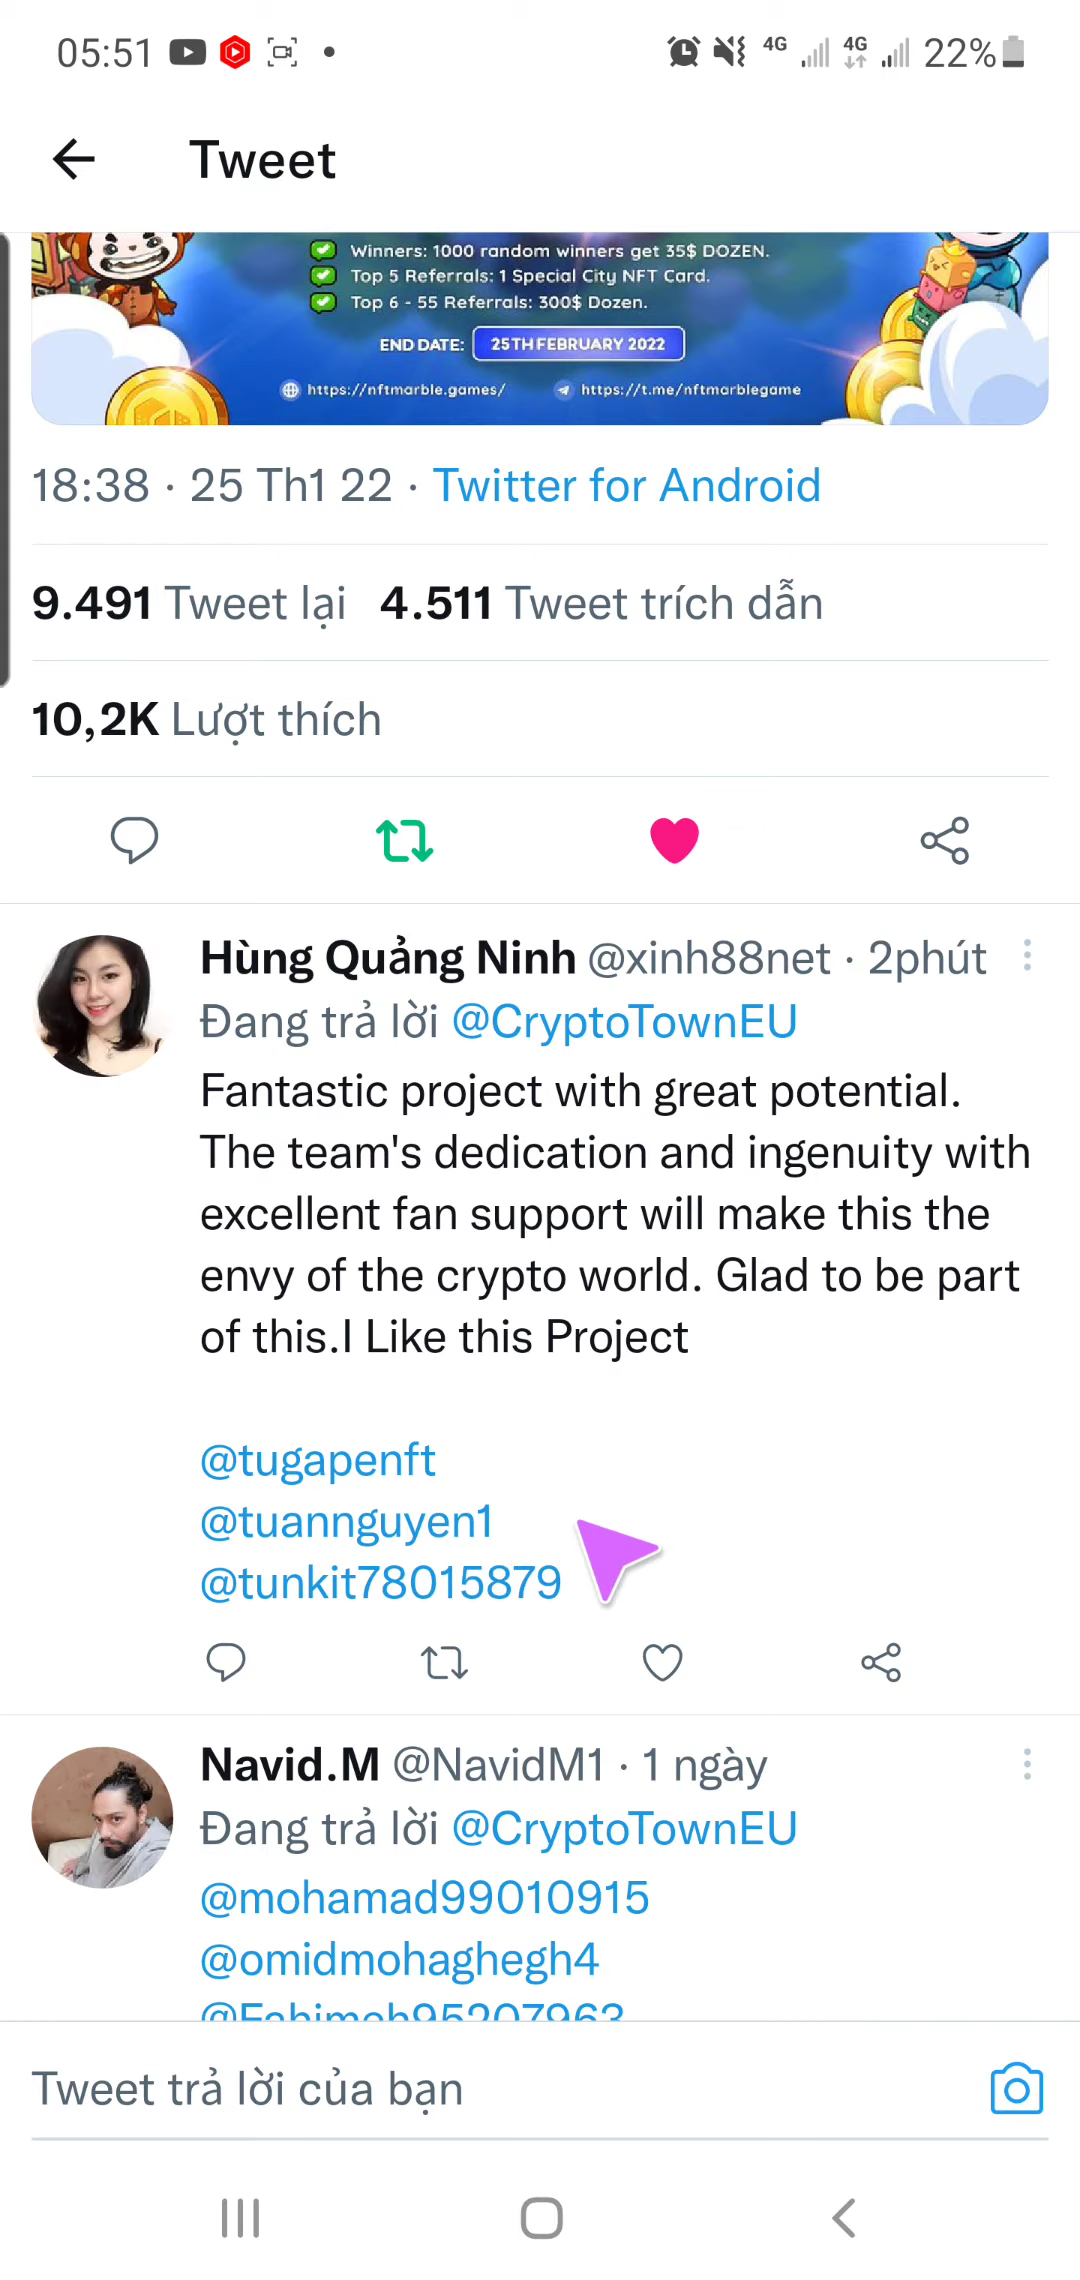 05:51 4G 4G 22%
Tweet
Winners: 1000 random winners get 35$ DOZEN.
Top 5 Referrals: 1 Special City NFT Card.
Top 6 - 55 Referrals: 300$ Dozen.
END DATE: 25TH FEBRUARY 2022
https://nftmarble.games/ https://t.me/nftmarblegame
18:38 · 25 Th1 22 · Twitter for Android
9.491 Tweet lại 4.511 Tweet trích dẫn
10,2K Lượt thích
Hùng Quảng Ninh @xinh88net · 2phút
Đang trả lời @CryptoTownEU
Fantastic project with great potential.
The team's dedication and ingenuity with
excellent fan support will make this the
envy of the crypto world. Glad to be part
of this.I Like this Project
@tugapenft
@tuannguyen1
@tunkit78015879
Navid.M @NavidM1 · 1 ngày
Đang trả lời @CryptoTownEU
@mohamad99010915
@omidmohaghegh4
@Fahimeh95207963
Tweet trả lời của bạn